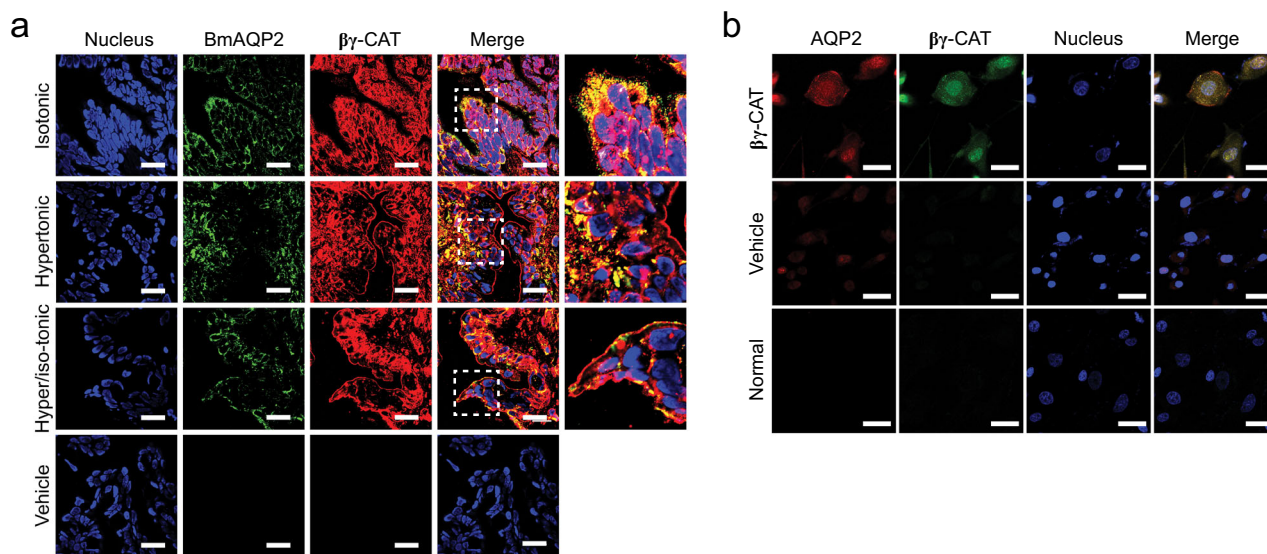 a
Nucleus BmAQP2 βγ-CAT Merge
Isotonic
Hypertonic
Hyper/iso-tonic
Vehicle
b
AQP2 βγ-CAT Nucleus Merge
βγ-CAT
Vehicle
Normal